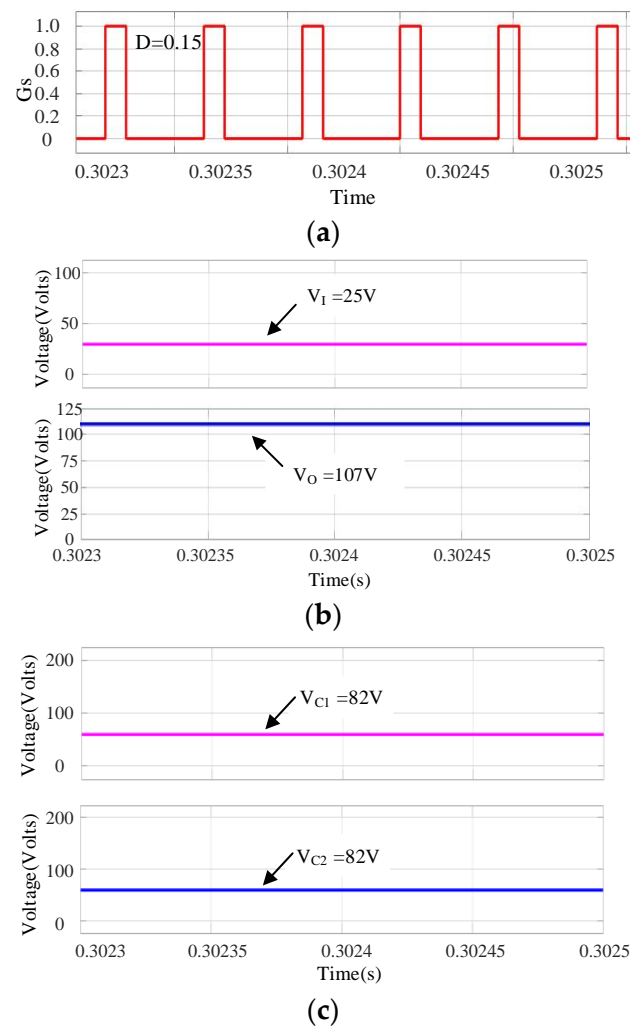 1.0
D=0.15
0.8
0.6
0.4
0.2
0
Gs
0.3023 0.30235 0.3024 0.30245 0.3025
Time
(a)
100
V_I =25V
50
0
Voltage(Volts)
125
100
75
V_O =107V
50
25
0
Voltage(Volts)
0.3023 0.30235 0.3024 0.30245 0.3025
Time(s)
(b)
200
V_C1 =82V
100
0
Voltage(Volts)
200
V_C2 =82V
100
0
Voltage(Volts)
0.3023 0.30235 0.3024 0.30245 0.3025
Time(s)
(c)